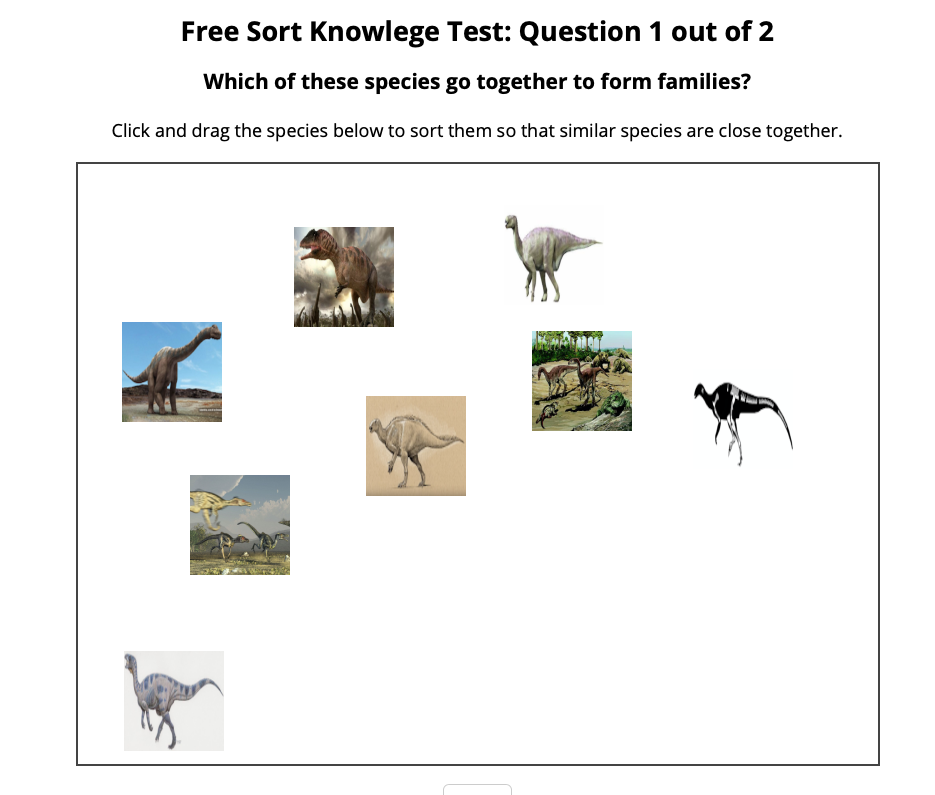 Free Sort Knowlege Test: Question 1 out of 2
Which of these species go together to form families?
Click and drag the species below to sort them so that similar species are close together.